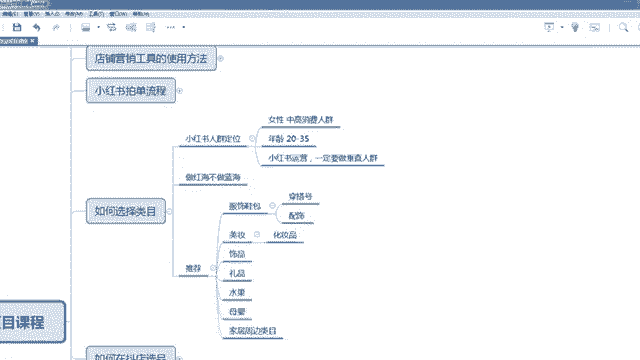 店铺营销工具的使用方法
小红书拍单流程
如何选择类目
小红书人群定位
女性 中高消费人群
年龄 20-35
小红书运营，一定要做垂直人群
做红海不做蓝海
推荐
服饰鞋包
穿搭号
配饰
美妆
化妆品
饰品
礼品
水果
母婴
家居周边类目
目课程
如何在抖店选品